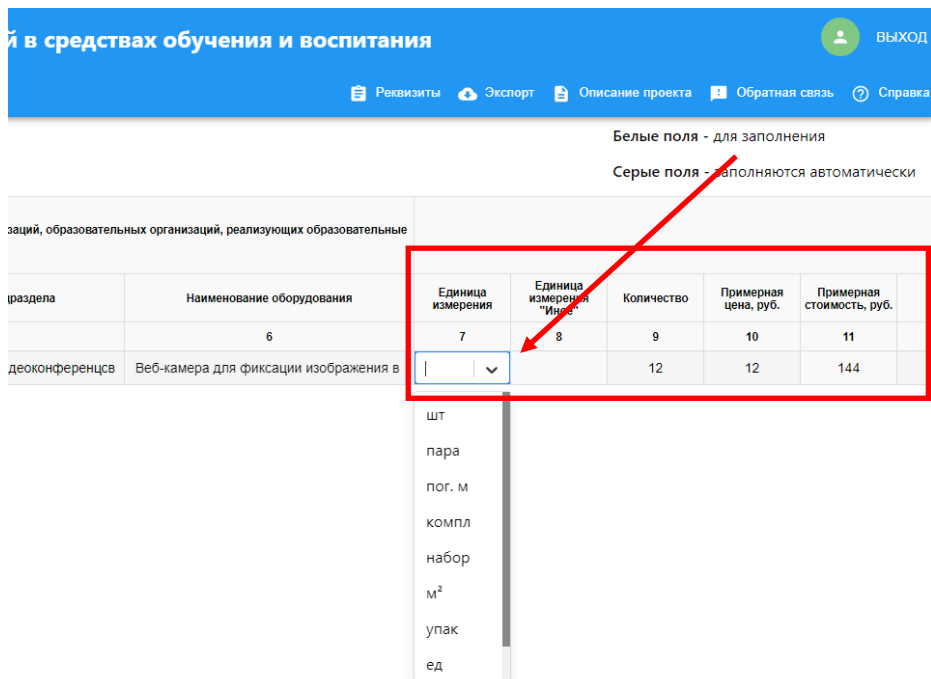 й в средствах обучения и воспитания
ВЫХОД
Реквизиты Экспорт Описание проекта Обратная связь Справка
Белые поля - для заполнения
Серые поля - заполняются автоматически
заций, образовательных организаций, реализующих образовательные
драздела Наименование оборудования Единица измерения Единица измерения "Иное" Количество Примерная цена, руб. Примерная стоимость, руб.
6 7 8 9 10 11
деоконференцсв Веб-камера для фиксации изображения в 12 12 144
шт
пара
пог. м
компл
набор
м²
упак
ед